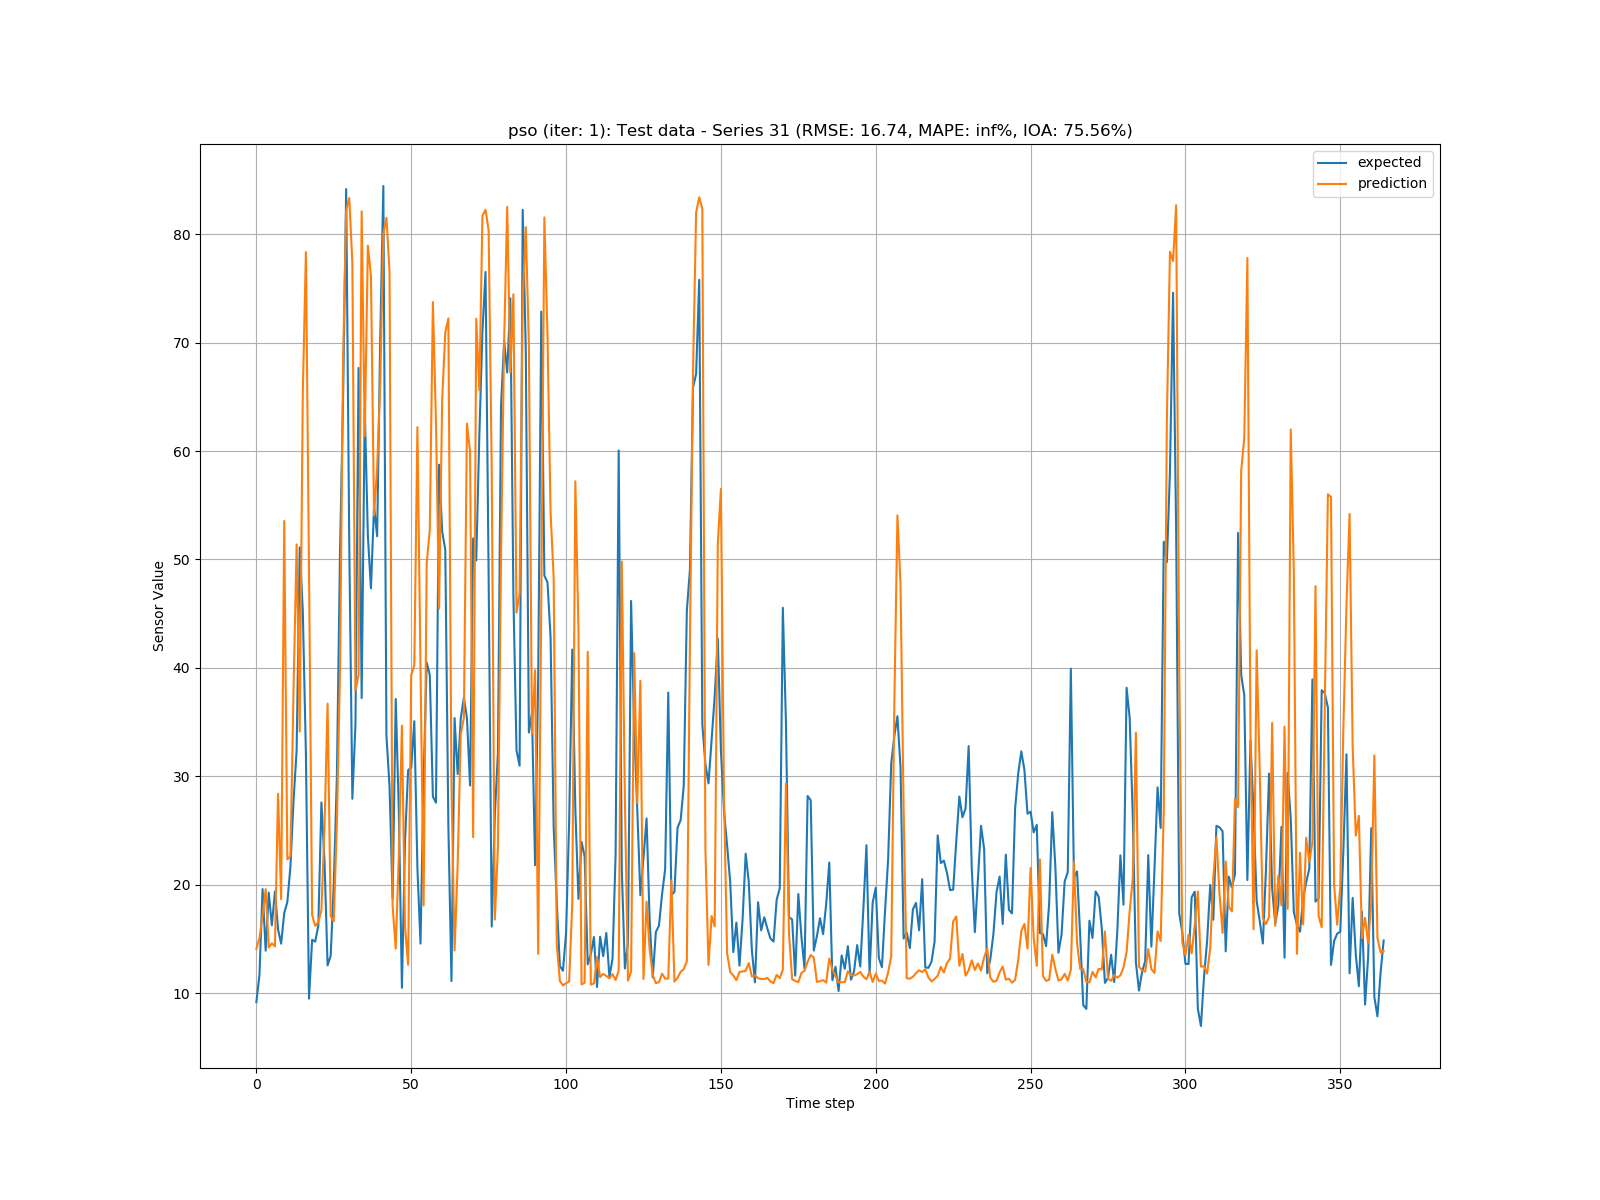 pso (iter: 1): Test data - Series 31 (RMSE: 16.74, MAPE: inf%, IOA: 75.56%)
expected
prediction
80
70
60
50
40
30
20
10
Sensor Value
0 50 100 150 200 250 300 350
Time step